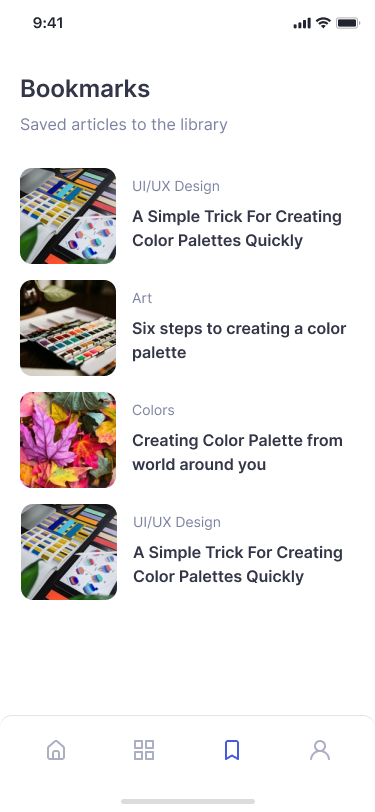 9:41
Bookmarks
Saved articles to the library
UI/UX Design
A Simple Trick For Creating
Color Palettes Quickly
Art
Six steps to creating a color
palette
Colors
Creating Color Palette from
world around you
UI/UX Design
A Simple Trick For Creating
Color Palettes Quickly